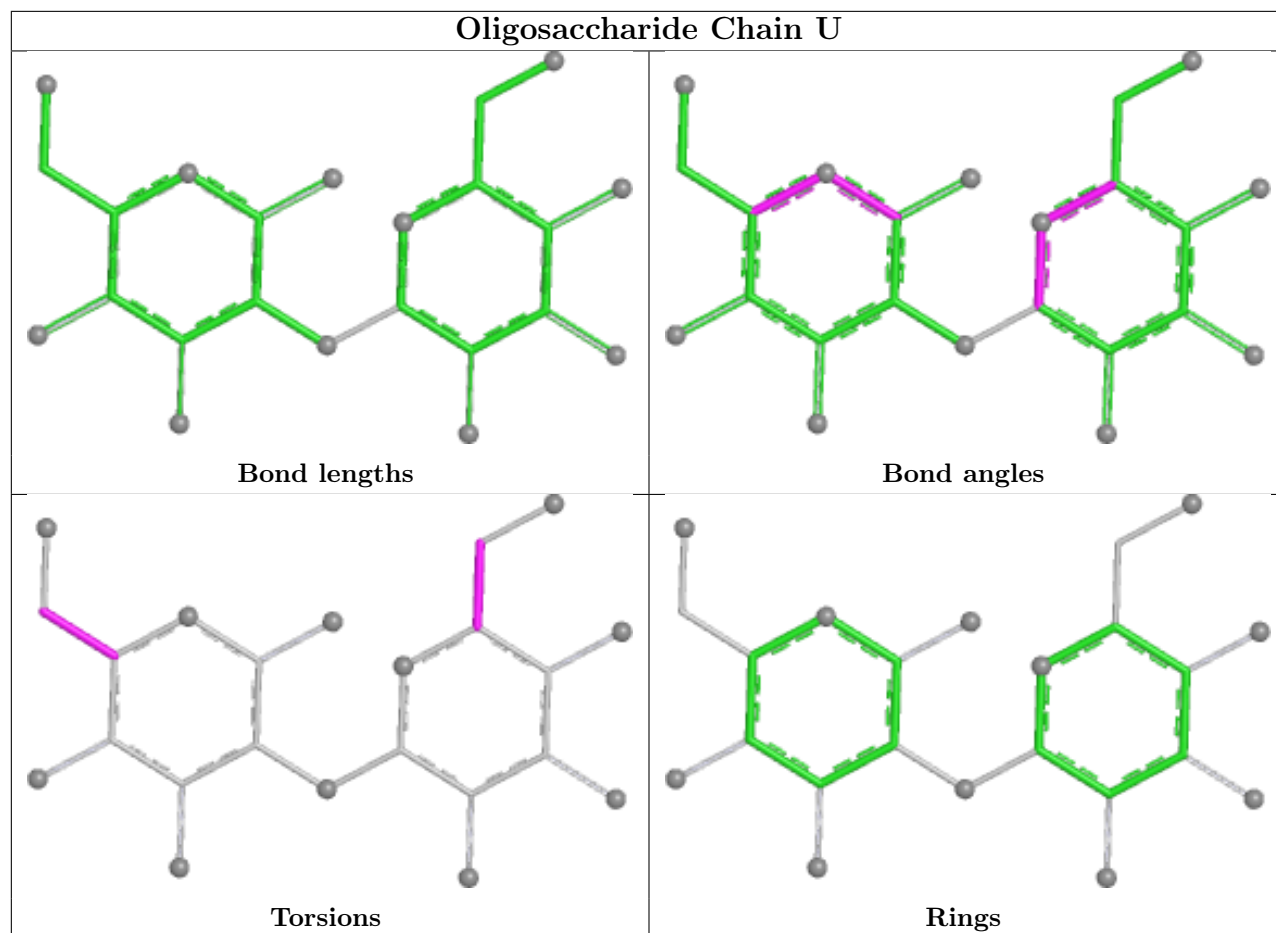 Oligosaccharide Chain U
Bond lengths
Bond angles
Torsions
Rings